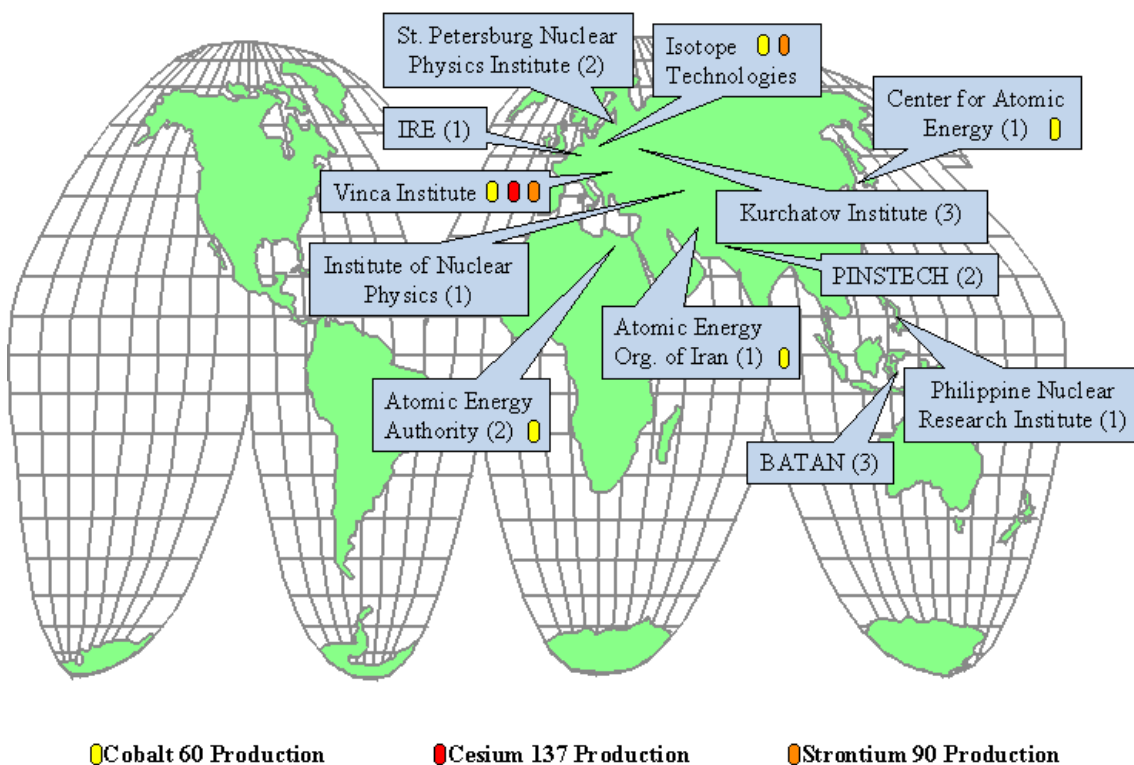 St. Petersburg Nuclear
Physics Institute (2)
Isotope
Technologies
Center for Atomic
Energy (1)
IRE (1)
Vinca Institute
Kurchatov Institute (3)
Institute of Nuclear
Physics (1)
PINSTECH (2)
Atomic Energy
Org. of Iran (1)
Atomic Energy
Authority (2)
Philippine Nuclear
Research Institute (1)
BATAN (3)
Cobalt 60 Production
Cesium 137 Production
Strontium 90 Production